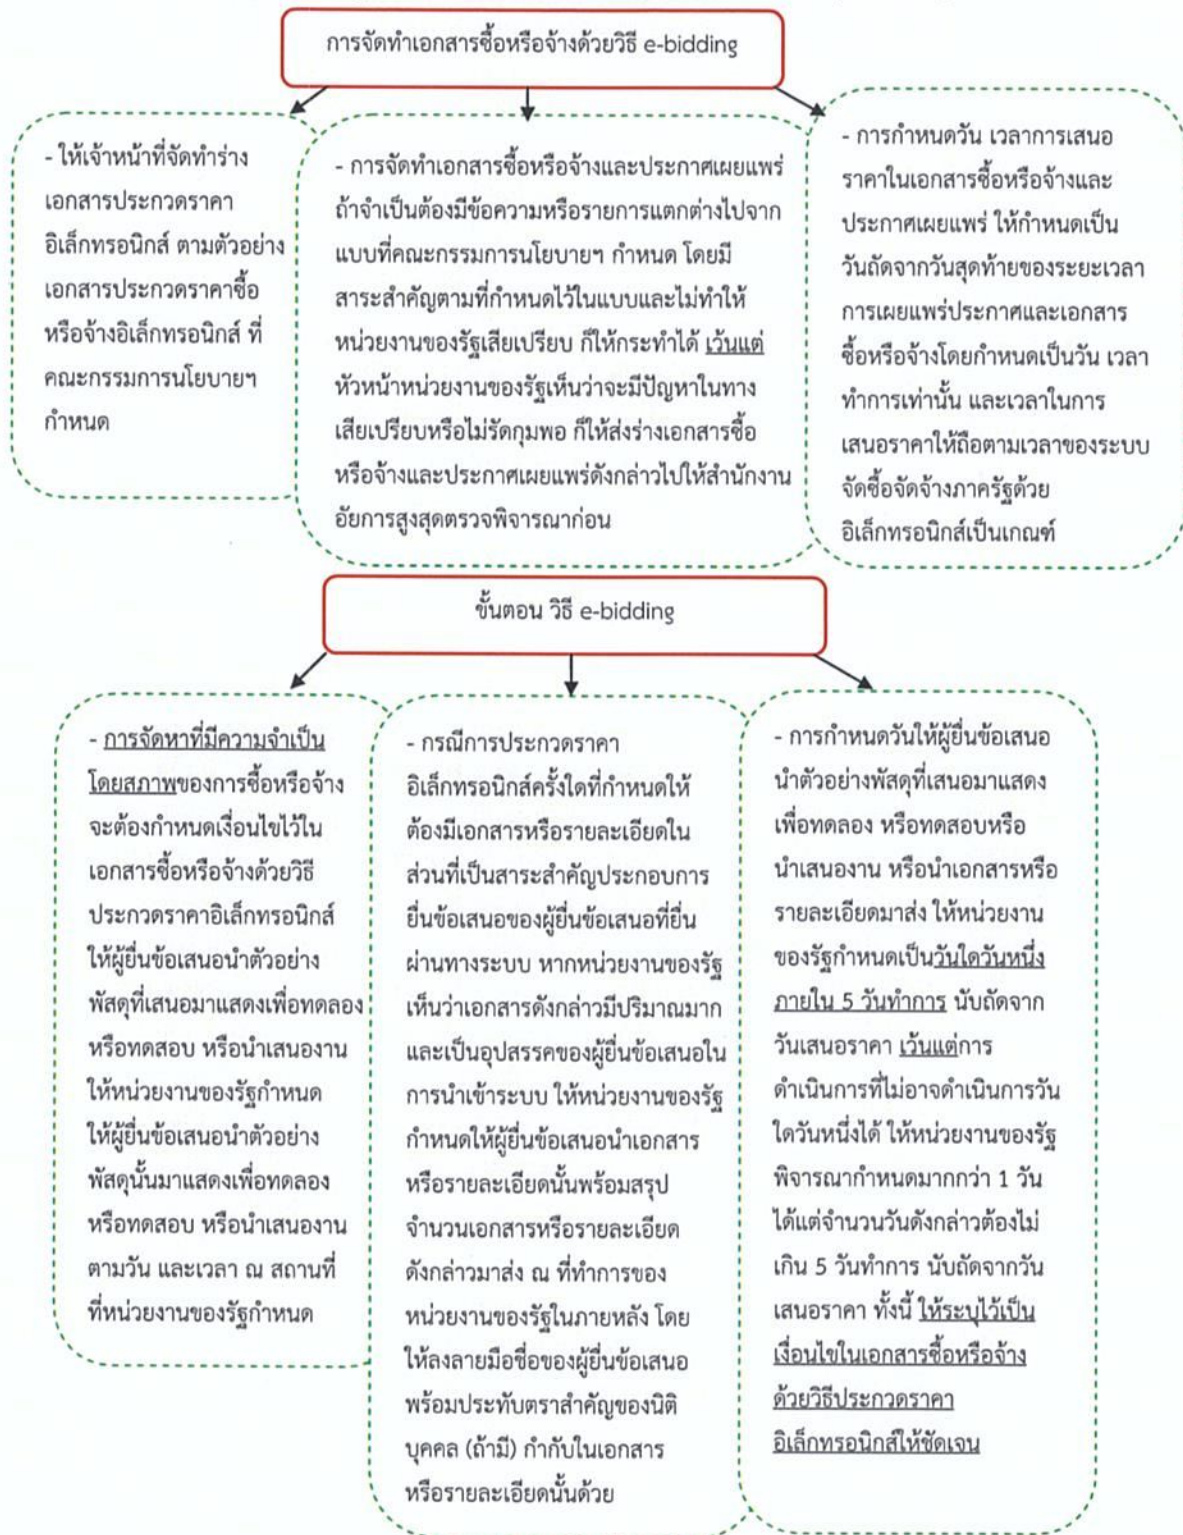 การจัดทำเอกสารซื้อหรือจ้างด้วยวิธี e-bidding
- ให้เจ้าหน้าที่จัดทำร่าง
เอกสารประกวดราคา
อิเล็กทรอนิกส์ ตามตัวอย่าง
เอกสารประกวดราคาซื้อ
หรือจ้างอิเล็กทรอนิกส์ ที่
คณะกรรมการนโยบายฯ
กำหนด
- การจัดทำเอกสารซื้อหรือจ้างและประกาศเผยแพร่
ถ้าจำเป็นต้องมีข้อความหรือรายการแตกต่างไปจาก
แบบที่คณะกรรมการนโยบายฯ กำหนด โดยมี
สาระสำคัญตามที่กำหนดไว้ในแบบและไม่ทำให้
หน่วยงานของรัฐเสียเปรียบ ก็ให้กระทำได้ เว้นแต่
หัวหน้าหน่วยงานของรัฐเห็นว่าจะมีปัญหาในทาง
เสียเปรียบหรือไม่รัดกุมพอ ก็ให้ส่งร่างเอกสารซื้อ
หรือจ้างและประกาศเผยแพร่ดังกล่าวไปให้สำนักงาน
อัยการสูงสุดตรวจพิจารณาก่อน
- การกำหนดวัน เวลาการเสนอ
ราคาในเอกสารซื้อหรือจ้างและ
ประกาศเผยแพร่ ให้กำหนดเป็น
วันถัดจากวันสุดท้ายของระยะเวลา
การเผยแพร่ประกาศและเอกสาร
ซื้อหรือจ้างโดยกำหนดเป็นวัน เวลา
ทำการเท่านั้น และเวลาในการ
เสนอราคาให้ถือตามเวลาของระบบ
จัดซื้อจัดจ้างภาครัฐด้วย
อิเล็กทรอนิกส์เป็นเกณฑ์
ขั้นตอน วิธี e-bidding
- การจัดหาที่มีความจำเป็น
โดยสภาพของการซื้อหรือจ้าง
จะต้องกำหนดเงื่อนไขไว้ใน
เอกสารซื้อหรือจ้างด้วยวิธี
ประกวดราคาอิเล็กทรอนิกส์
ให้ผู้ยื่นข้อเสนอนำตัวอย่าง
พัสดุที่เสนอมาแสดงเพื่อทดลอง
หรือทดสอบ หรือนำเสนองาน
ให้หน่วยงานของรัฐกำหนด
ให้ผู้ยื่นข้อเสนอนำตัวอย่าง
พัสดุนั้นมาแสดงเพื่อทดลอง
หรือทดสอบ หรือนำเสนองาน
ตามวัน และเวลา ณ สถานที่
ที่หน่วยงานของรัฐกำหนด
- กรณีการประกวดราคา
อิเล็กทรอนิกส์ครั้งใดที่กำหนดให้
ต้องมีเอกสารหรือรายละเอียดใน
ส่วนที่เป็นสาระสำคัญประกอบการ
ยื่นข้อเสนอของผู้ยื่นข้อเสนอที่ยื่น
ผ่านทางระบบ หากหน่วยงานของรัฐ
เห็นว่าเอกสารดังกล่าวมีปริมาณมาก
และเป็นอุปสรรคของผู้ยื่นข้อเสนอใน
การนำเข้าระบบ ให้หน่วยงานของรัฐ
กำหนดให้ผู้ยื่นข้อเสนอนำเอกสาร
หรือรายละเอียดนั้นพร้อมสรุป
จำนวนเอกสารหรือรายละเอียด
ดังกล่าวมาส่ง ณ ที่ทำการของ
หน่วยงานของรัฐในภายหลัง โดย
ให้ลงลายมือชื่อของผู้ยื่นข้อเสนอ
พร้อมประทับตราสำคัญของนิติ
บุคคล (ถ้ามี) กำกับในเอกสาร
หรือรายละเอียดนั้นด้วย
- การกำหนดวันให้ผู้ยื่นข้อเสนอ
นำตัวอย่างพัสดุที่เสนอมาแสดง
เพื่อทดลอง หรือทดสอบหรือ
นำเสนองาน หรือนำเอกสารหรือ
รายละเอียดมาส่ง ให้หน่วยงาน
ของรัฐกำหนดเป็นวันใดวันหนึ่ง
ภายใน 5 วันทำการ นับถัดจาก
วันเสนอราคา เว้นแต่การ
ดำเนินการที่ไม่อาจดำเนินการวัน
ใดวันหนึ่งได้ ให้หน่วยงานของรัฐ
พิจารณากำหนดมากกว่า 1 วัน
ได้แต่จำนวนวันดังกล่าวต้องไม่
เกิน 5 วันทำการ นับถัดจากวัน
เสนอราคา ทั้งนี้ ให้ระบุไว้เป็น
เงื่อนไขในเอกสารซื้อหรือจ้าง
ด้วยวิธีประกวดราคา
อิเล็กทรอนิกส์ให้ชัดเจน